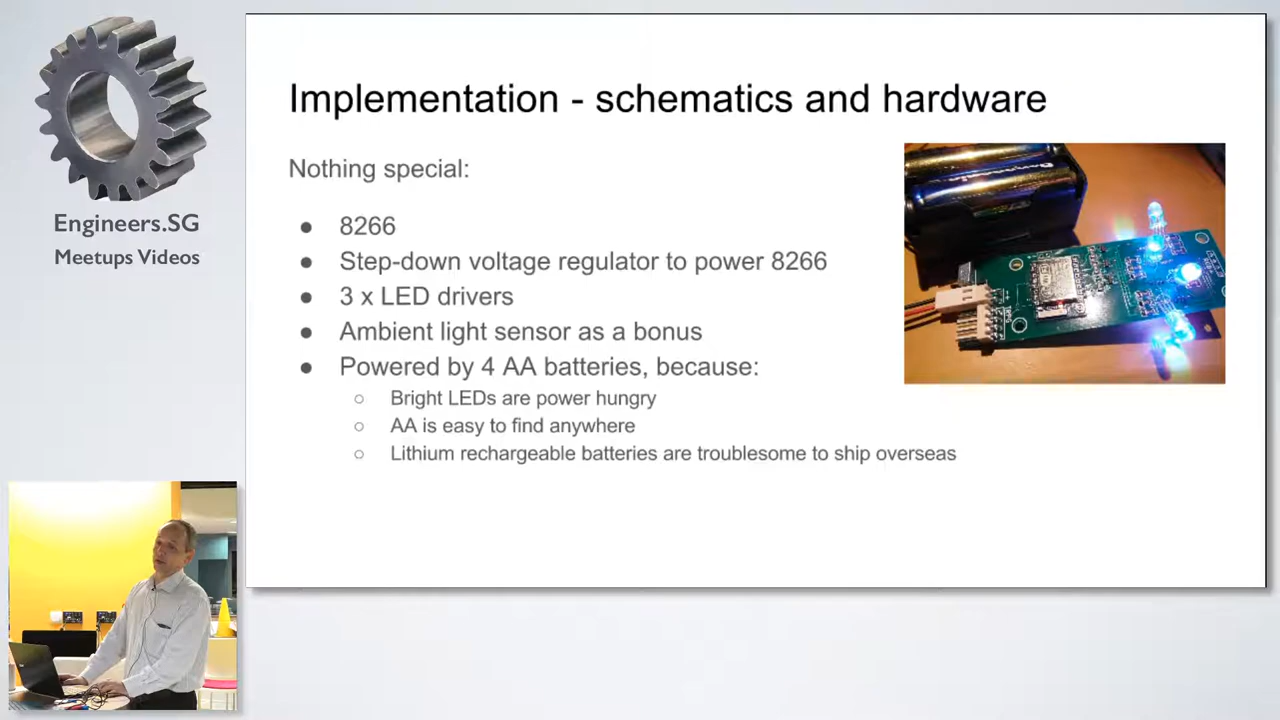 Engineers.SG
Meetups Videos
Implementation - schematics and hardware
Nothing special:
● 8266
● Step-down voltage regulator to power 8266
● 3 x LED drivers
● Ambient light sensor as a bonus
● Powered by 4 AA batteries, because:
○ Bright LEDs are power hungry
○ AA is easy to find anywhere
○ Lithium rechargeable batteries are troublesome to ship overseas
Panasonic